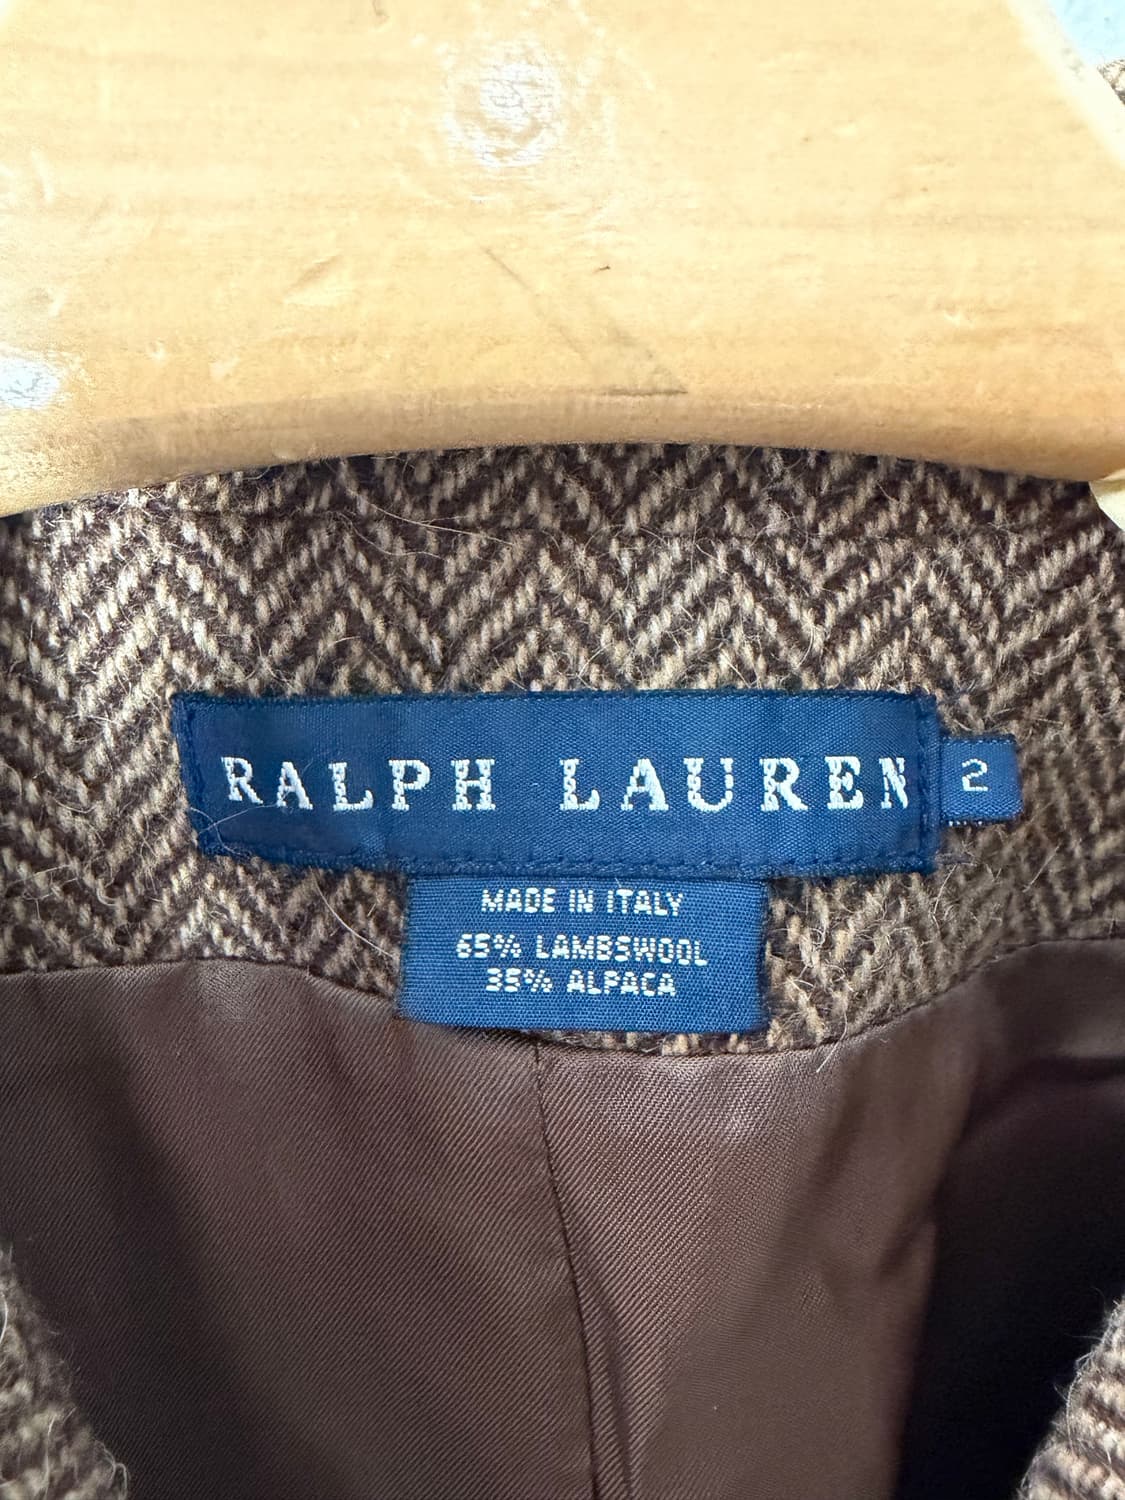 RALPH LAUREN
2
MADE IN ITALY
65% LAMBSWOOL
35% ALPACA